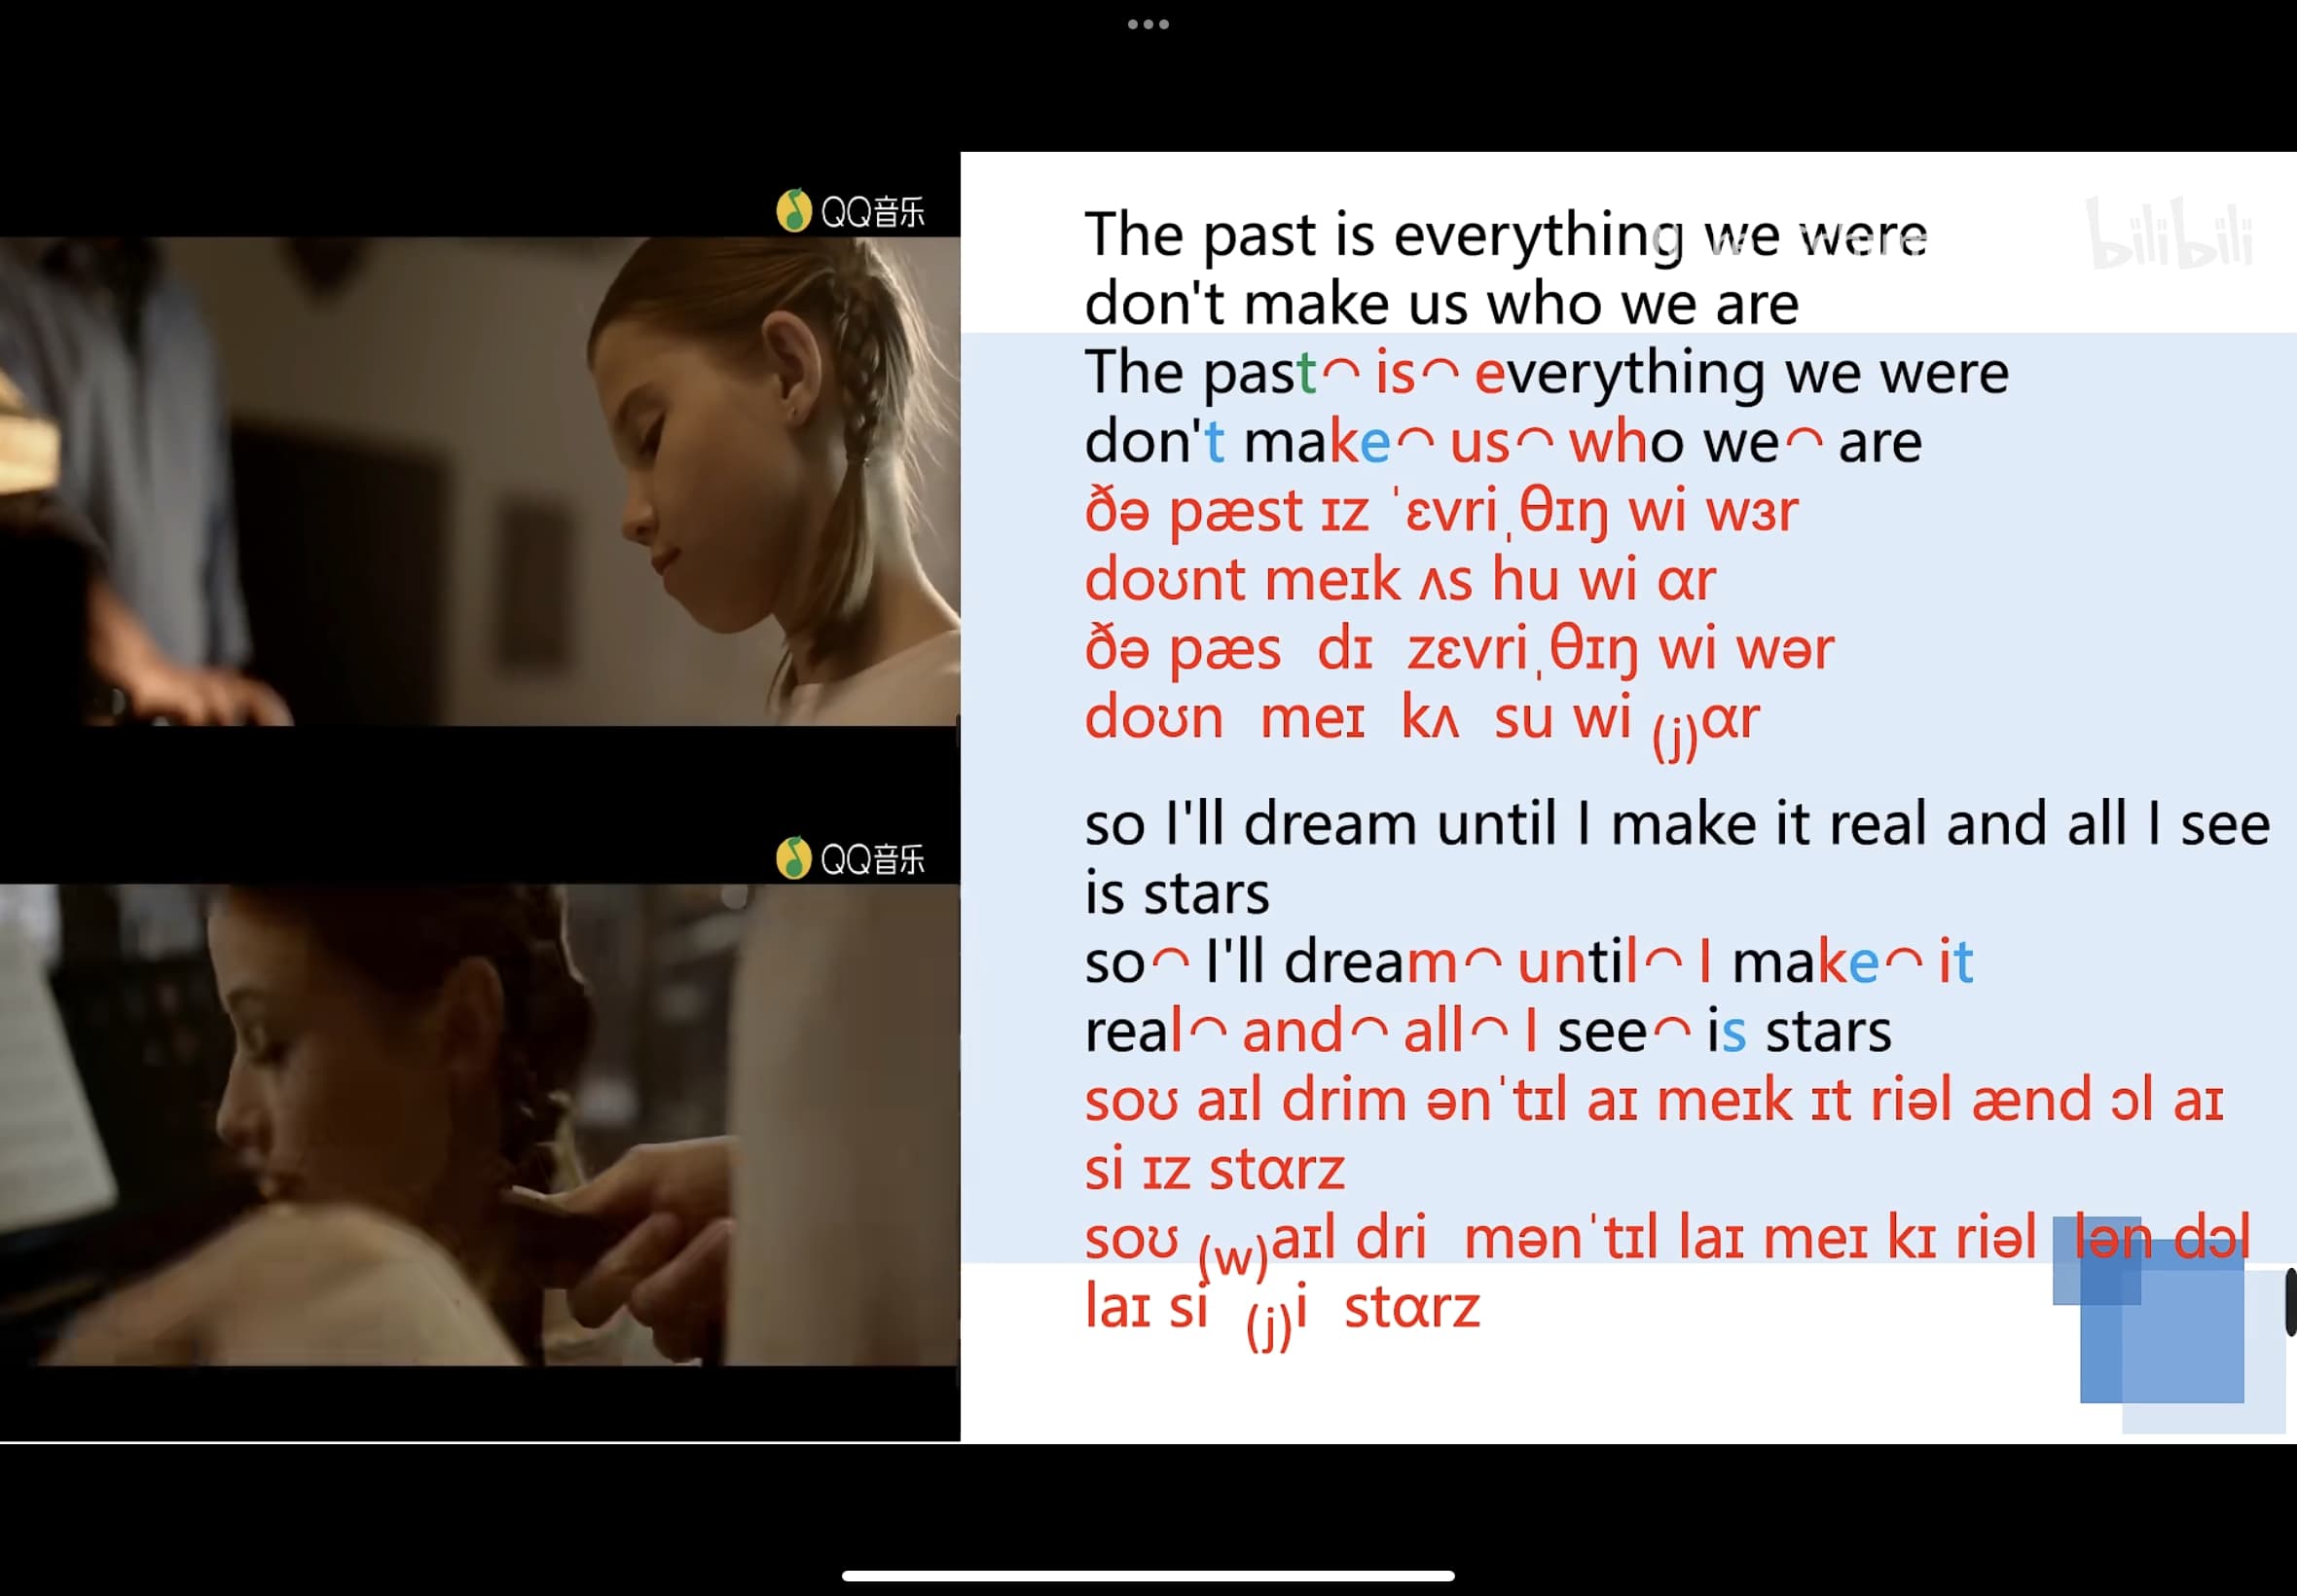 QQ音乐
QQ音乐
bilibili
The past is everything we were
don't make us who we are
The past⌒ is⌒ everything we were
don't make⌒ us⌒ who we⌒ are
ðə pæst ɪz ˈɛvriˌθɪŋ wi wɜr
doʊnt meɪk ʌs hu wi ɑr
ðə pæs dɪ zɛvriˌθɪŋ wi wər
doʊn meɪ kʌ su wi (j)ɑr
so I'll dream until I make it real and all I see
is stars
so⌒ I'll dream⌒ until⌒ I make⌒ it
real⌒ and⌒ all⌒ I see⌒ is stars
soʊ aɪl drim ənˈtɪl aɪ meɪk ɪt riəl ænd ɔl aɪ
si ɪz stɑrz
soʊ (w)aɪl dri mənˈtɪl laɪ meɪ kɪ riəl lən dɔl
laɪ si (j)i stɑrz